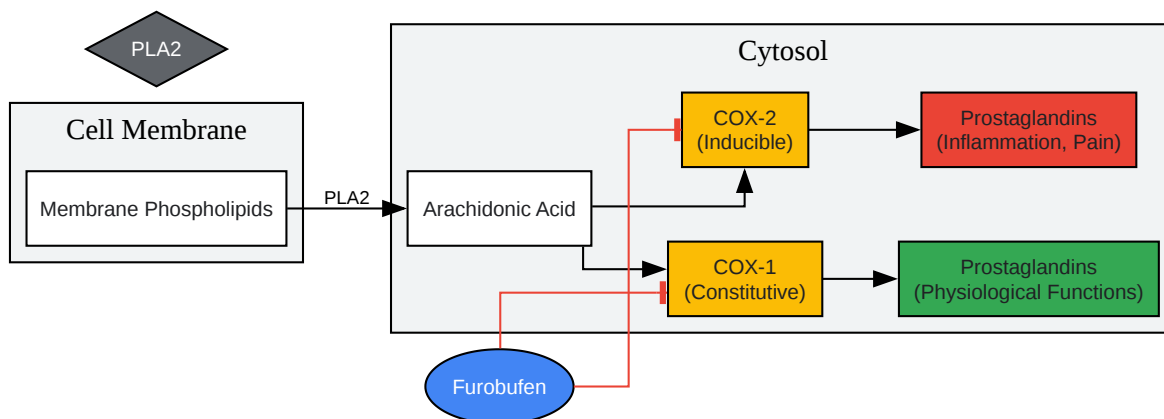 PLA2
Cytosol
Cell Membrane
COX-2
(Inducible)
Prostaglandins
(Inflammation, Pain)
Membrane Phospholipids
PLA2
Arachidonic Acid
COX-1
(Constitutive)
Prostaglandins
(Physiological Functions)
Furobufen